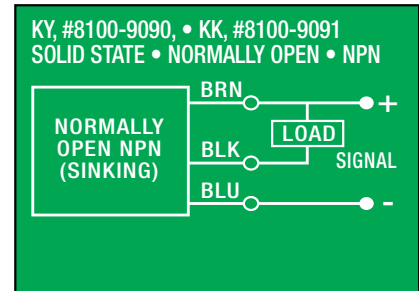 KY, #8100-9090, • KK, #8100-9091
SOLID STATE • NORMALLY OPEN • NPN
BRN
+
NORMALLY
OPEN NPN
(SINKING)
LOAD
BLK
SIGNAL
BLU
-